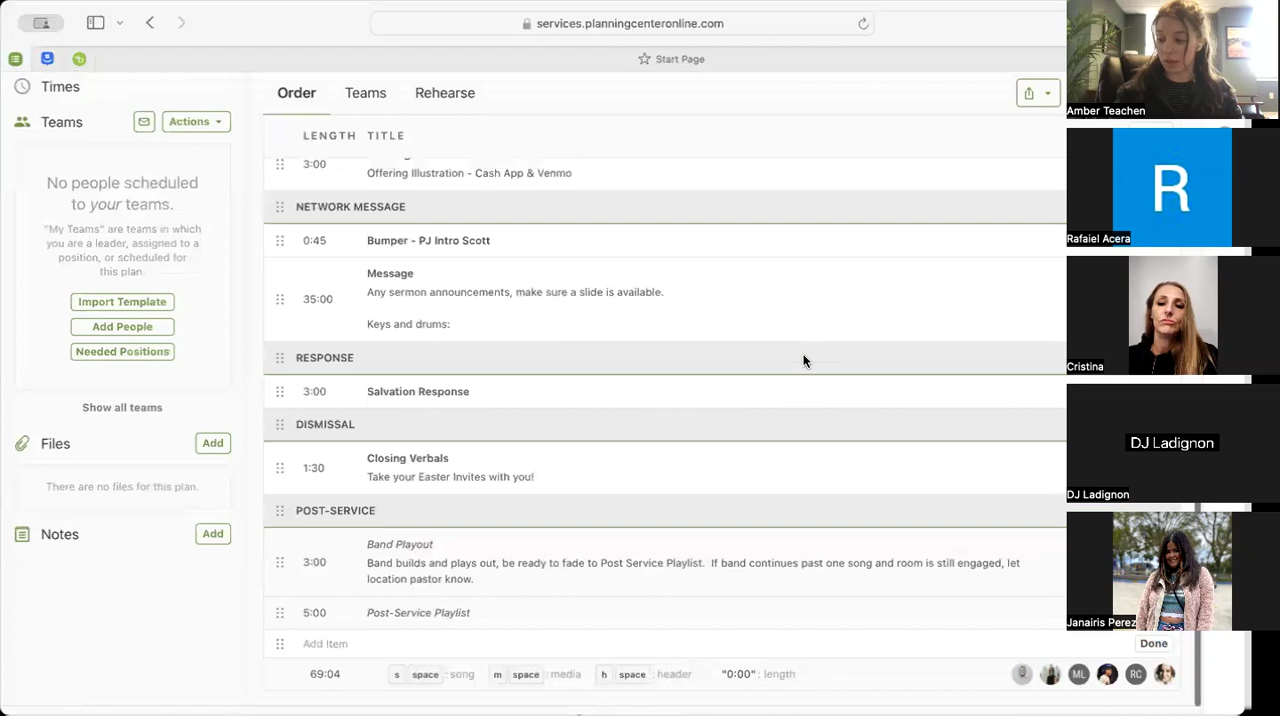 services.planningcenteronline.com
Start Page
Times
Teams
Actions
No people scheduled
to your teams.
"My Teams" are teams in which
you are a leader, assigned to a
position, or scheduled for
this plan.
Import Template
Add People
Needed Positions
Show all teams
Files
Add
There are no files for this plan.
Notes
Add
Order Teams Rehearse
LENGTH TITLE
3:00
Offering Illustration - Cash App & Venmo
NETWORK MESSAGE
0:45 Bumper - PJ Intro Scott
Message
35:00 Any sermon announcements, make sure a slide is available.
Keys and drums:
RESPONSE
3:00 Salvation Response
DISMISSAL
Closing Verbals
1:30 Take your Easter Invites with you!
POST-SERVICE
Band Playout
3:00 Band builds and plays out, be ready to fade to Post Service Playlist. If band continues past one song and room is still engaged, let
location pastor know.
5:00 Post-Service Playlist
Add Item
Done
69:04 s space : song m space : media h space : header "0:00" : length
ML RC
Amber Teachen
R
Rafaiel Acera
Cristina
DJ Ladignon
DJ Ladignon
Janairis Perez